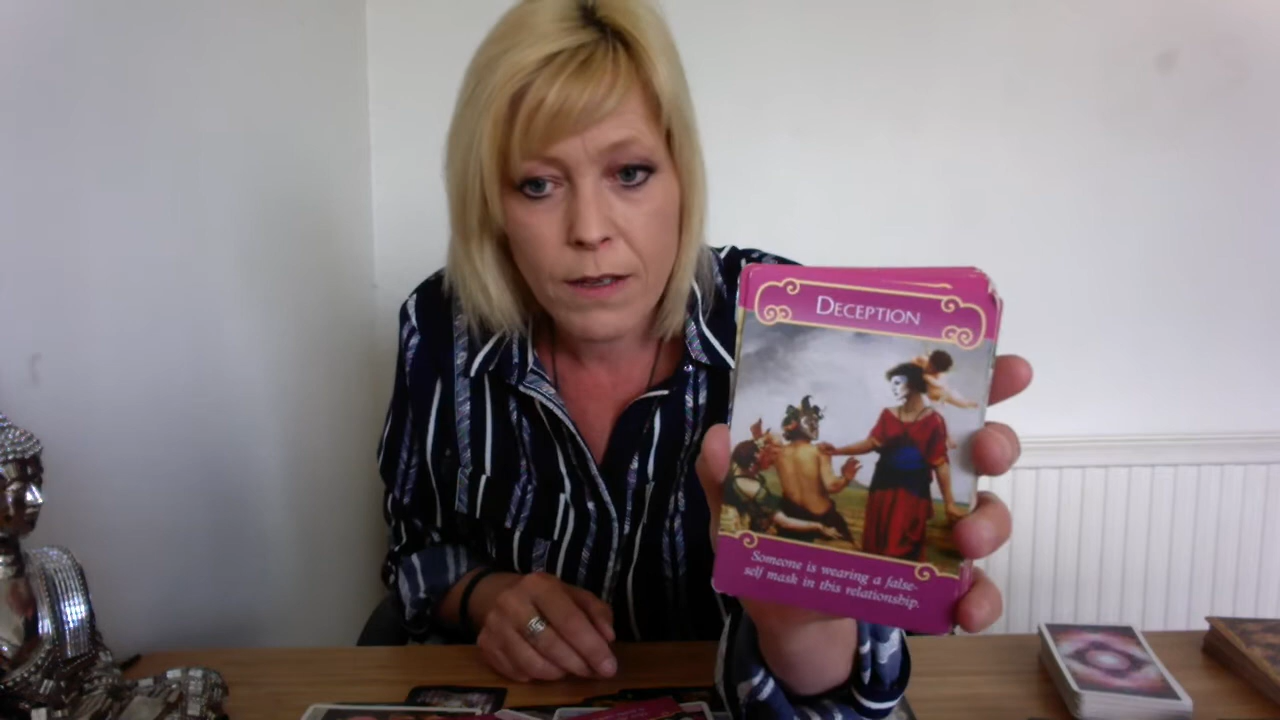 DECEPTION
Someone is wearing a false-
self mask in this relationship.